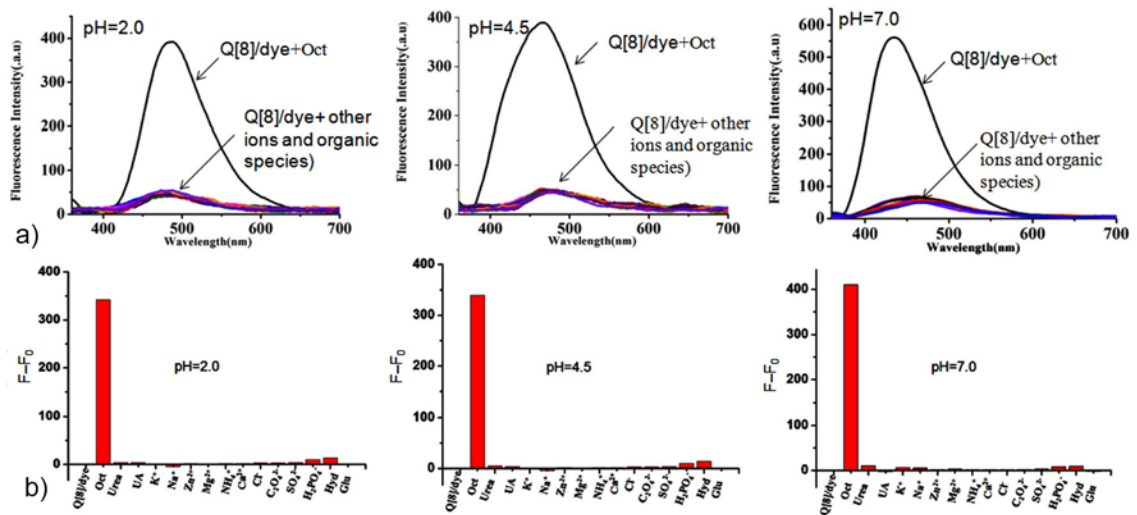 pH=2.0
Q[8]/dye+Oct
Q[8]/dye+ other
ions and organic
species)
Fluorescence Intensity(.a.u)
400
300
200
100
0
400 500 600 700
Wavelength(nm)
pH=4.5
Q[8]/dye+Oct
Q[8]/dye+ other
ions and organic
species)
Fluorescence Intensity(.a.u)
400
300
200
100
0
400 500 600 700
Wavelength(nm)
pH=7.0
Q[8]/dye+Oct
Q[8]/dye+ other
ions and organic
species)
Fluorescence Intensity(.a.u)
600
500
400
300
200
100
0
400 500 600 700
Wavelength(nm)
a)
F–F₀
400
300
200
100
0
pH=2.0
Q[8]/dye Oct Urea UA K⁺ Na⁺ Zn²⁺ Mg²⁺ NH₄⁺ Ca²⁺ Cl⁻ C₂O₄²⁻ SO₄²⁻ H₂PO₄⁻ Hyd Glu
F–F₀
400
300
200
100
0
pH=4.5
Q[8]/dye Oct Urea UA K⁺ Na⁺ Zn²⁺ Mg²⁺ NH₄⁺ Ca²⁺ Cl⁻ C₂O₄²⁻ SO₄²⁻ H₂PO₄⁻ Hyd Glu
F–F₀
400
300
200
100
0
pH=7.0
Q[8]/dye Oct Urea UA K⁺ Na⁺ Zn²⁺ Mg²⁺ NH₄⁺ Ca²⁺ Cl⁻ C₂O₄²⁻ SO₄²⁻ H₂PO₄⁻ Hyd Glu
b)